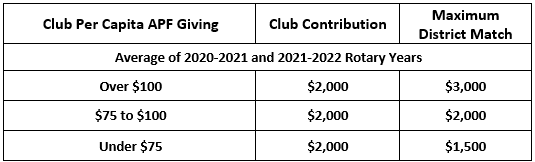 Club Per Capita APF Giving Club Contribution Maximum District Match
Average of 2020-2021 and 2021-2022 Rotary Years
Over $100 $2,000 $3,000
$75 to $100 $2,000 $2,000
Under $75 $2,000 $1,500